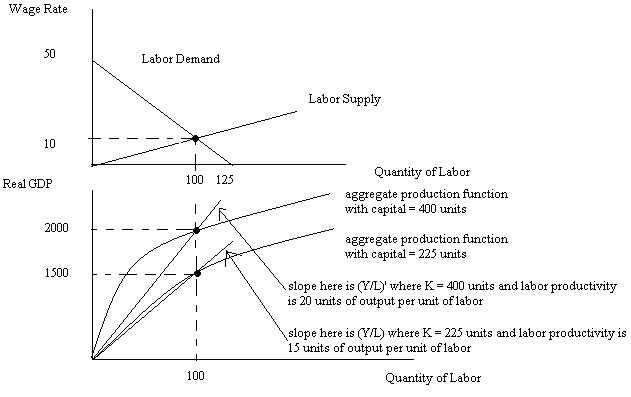 Wage Rate
50
Labor Demand
Labor Supply
10
100 125
Quantity of Labor
Real GDP
aggregate production function
with capital = 400 units
2000
aggregate production function
with capital = 225 units
1500
slope here is (Y/L)' where K = 400 units and labor productivity
is 20 units of output per unit of labor
slope here is (Y/L) where K = 225 units and labor productivity is
15 units of output per unit of labor
100
Quantity of Labor